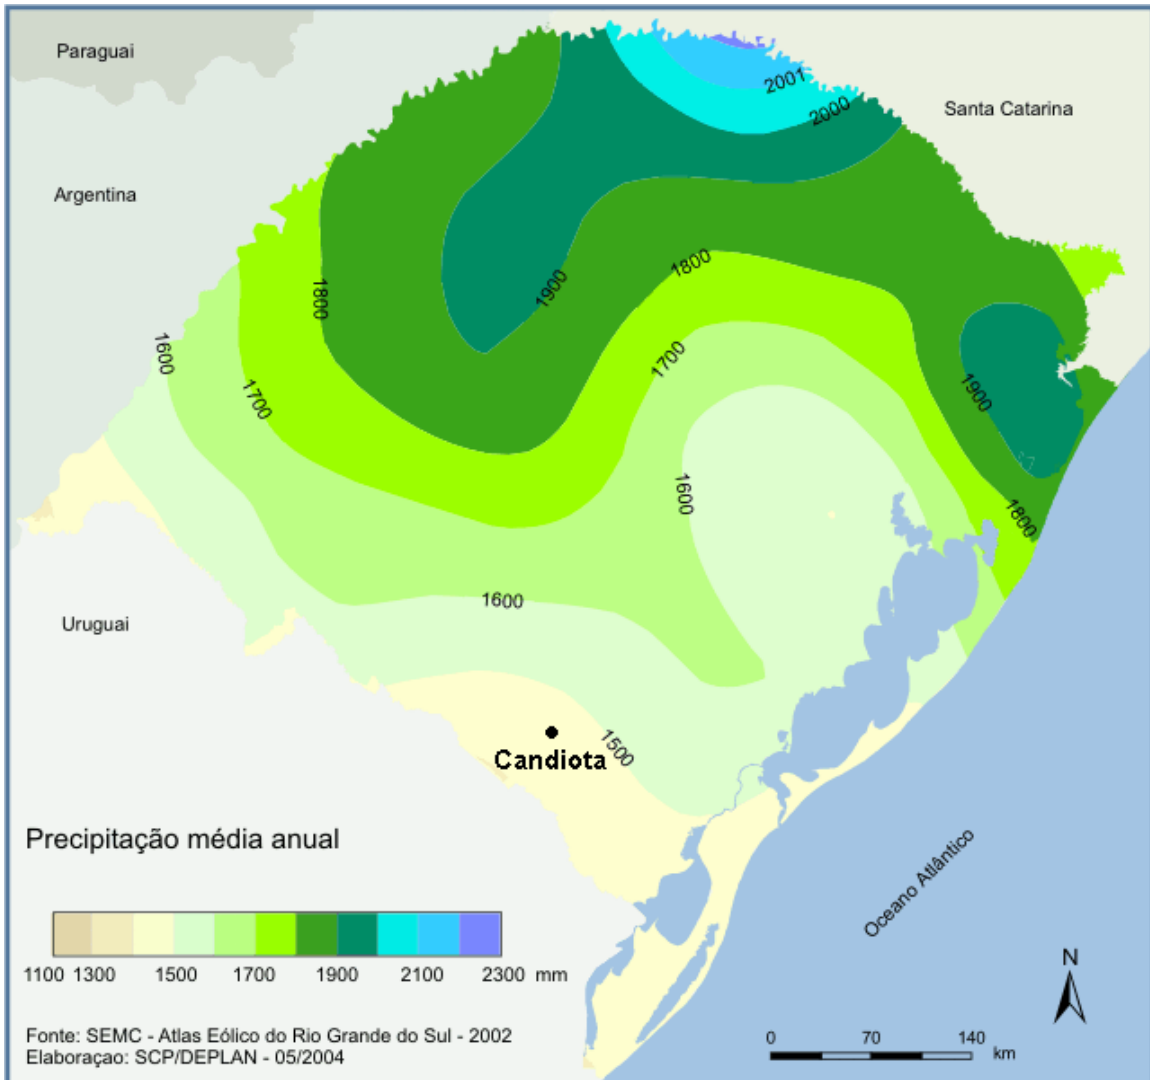 Paraguai
2001
2000
Santa Catarina
Argentina
1800
1900
1800
1600
1700
1700
1900
1600
1800
1600
Uruguai
1500
Candiota
Precipitação média anual
1100 1300 1500 1700 1900 2100 2300 mm
Oceano Atlântico
N
Fonte: SEMC - Atlas Eólico do Rio Grande do Sul - 2002
Elaboraçao: SCP/DEPLAN - 05/2004
0 70 140 km